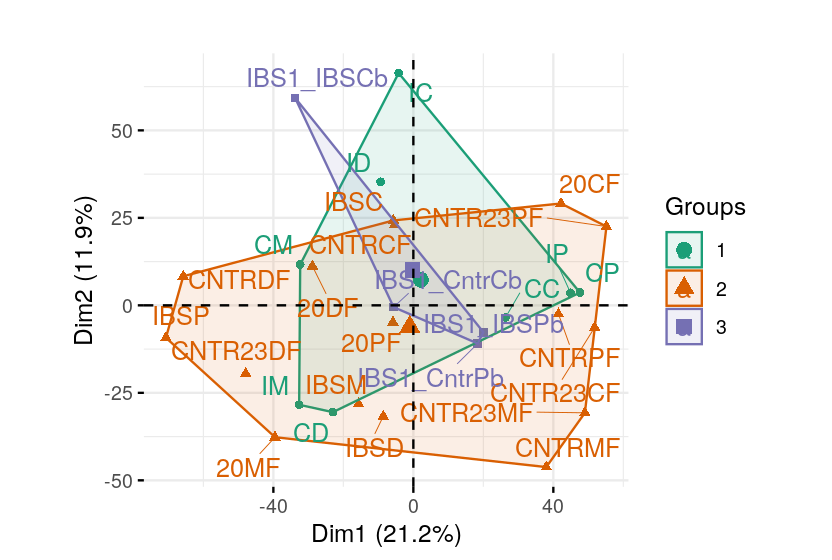 IBS1_IBSCb
IC
ID
20CF
IBSC
CNTR23PF
CM
CNTRCF
IP
CP
CNTRDF
IBS1_CntrCb
CC
20DF
IBSP
IBS1_IBSPb
20PF
CNTR23DF
CNTRPF
IM
IBSM
IBS1_CntrPb
CNTR23CF
CNTR23MF
CD
IBSD
CNTRMF
20MF
50
25
0
-25
-50
-40
0
40
Dim1 (21.2%)
Dim2 (11.9%)
Groups
1
2
3